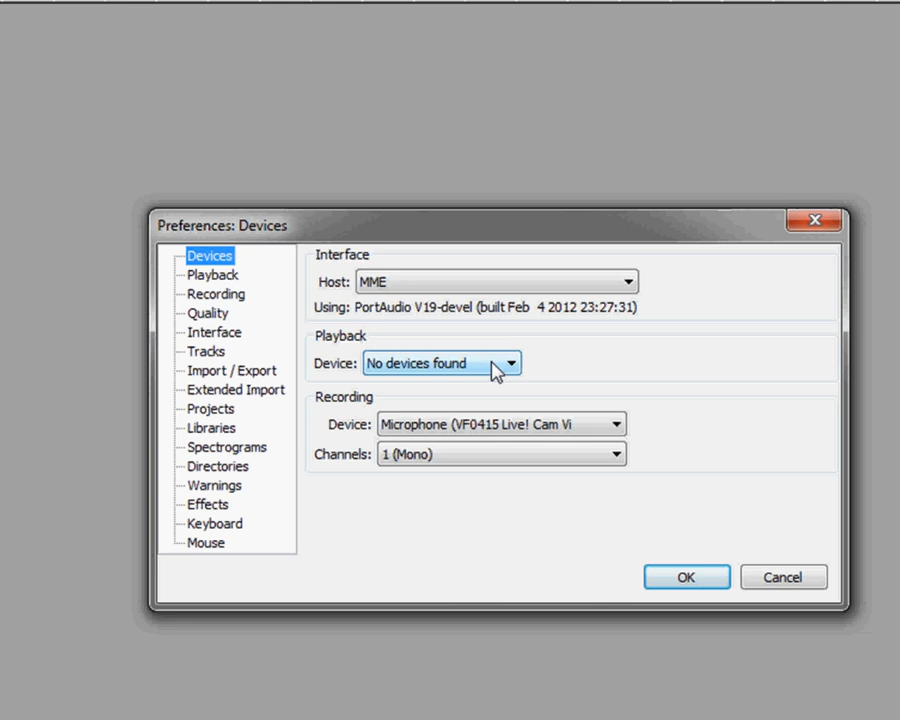 Preferences: Devices
Devices
Playback
Recording
Quality
Interface
Tracks
Import / Export
Extended Import
Projects
Libraries
Spectrograms
Directories
Warnings
Effects
Keyboard
Mouse
Interface
Host: MME
Using: PortAudio V19-devel (built Feb  4 2012 23:27:31)
Playback
Device: No devices found
Recording
Device: Microphone (VF0415 Live! Cam Vi
Channels: 1 (Mono)
OK Cancel